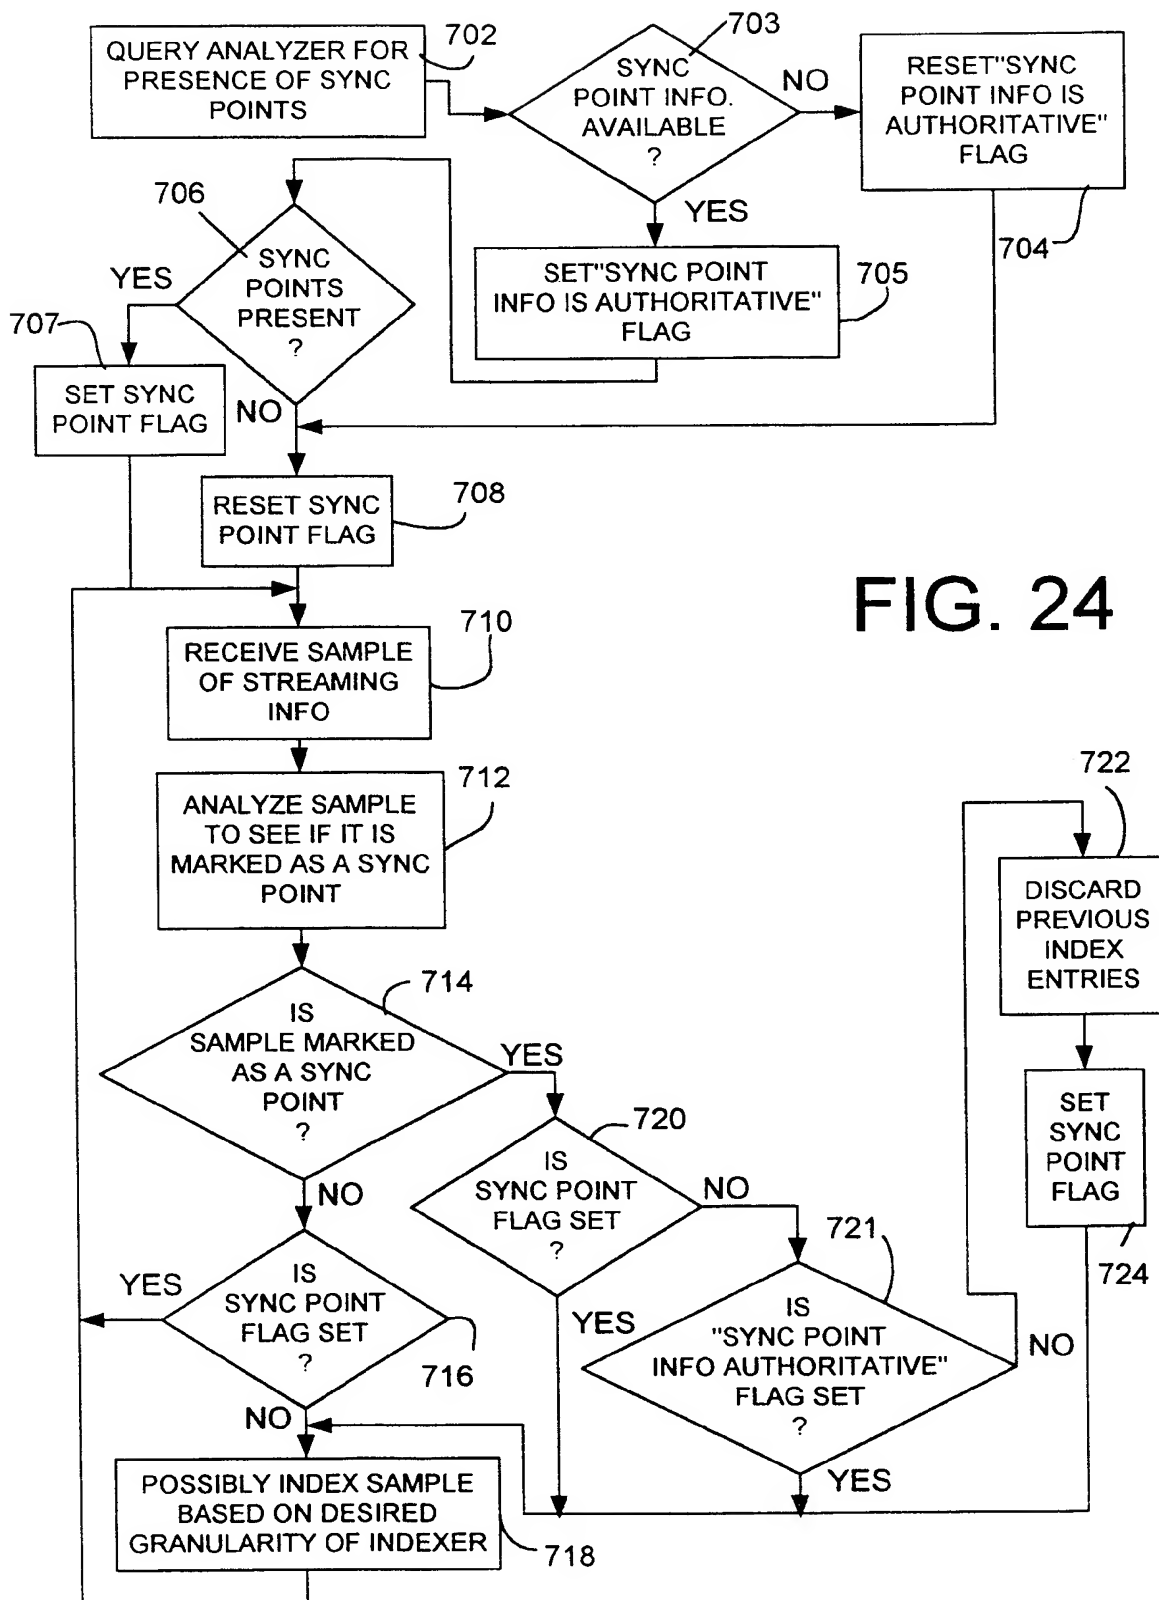 702
QUERY ANALYZER FOR
PRESENCE OF SYNC
POINTS
703
SYNC
POINT INFO.
AVAILABLE
?
NO
RESET"SYNC
POINT INFO IS
AUTHORITATIVE"
FLAG
704
YES
SET"SYNC POINT
INFO IS AUTHORITATIVE"
FLAG
705
706
SYNC
POINTS
PRESENT
?
YES
707
SET SYNC
POINT FLAG
NO
RESET SYNC
POINT FLAG
708
FIG. 24
710
RECEIVE SAMPLE
OF STREAMING
INFO
712
ANALYZE SAMPLE
TO SEE IF IT IS
MARKED AS A SYNC
POINT
714
IS
SAMPLE MARKED
AS A SYNC
POINT
?
YES
NO
720
IS
SYNC POINT
FLAG SET
?
NO
YES
721
IS
"SYNC POINT
INFO AUTHORITATIVE"
FLAG SET
?
NO
YES
722
DISCARD
PREVIOUS
INDEX
ENTRIES
SET
SYNC
POINT
FLAG
724
IS
SYNC POINT
FLAG SET
?
YES
716
NO
POSSIBLY INDEX SAMPLE
BASED ON DESIRED
GRANULARITY OF INDEXER
718